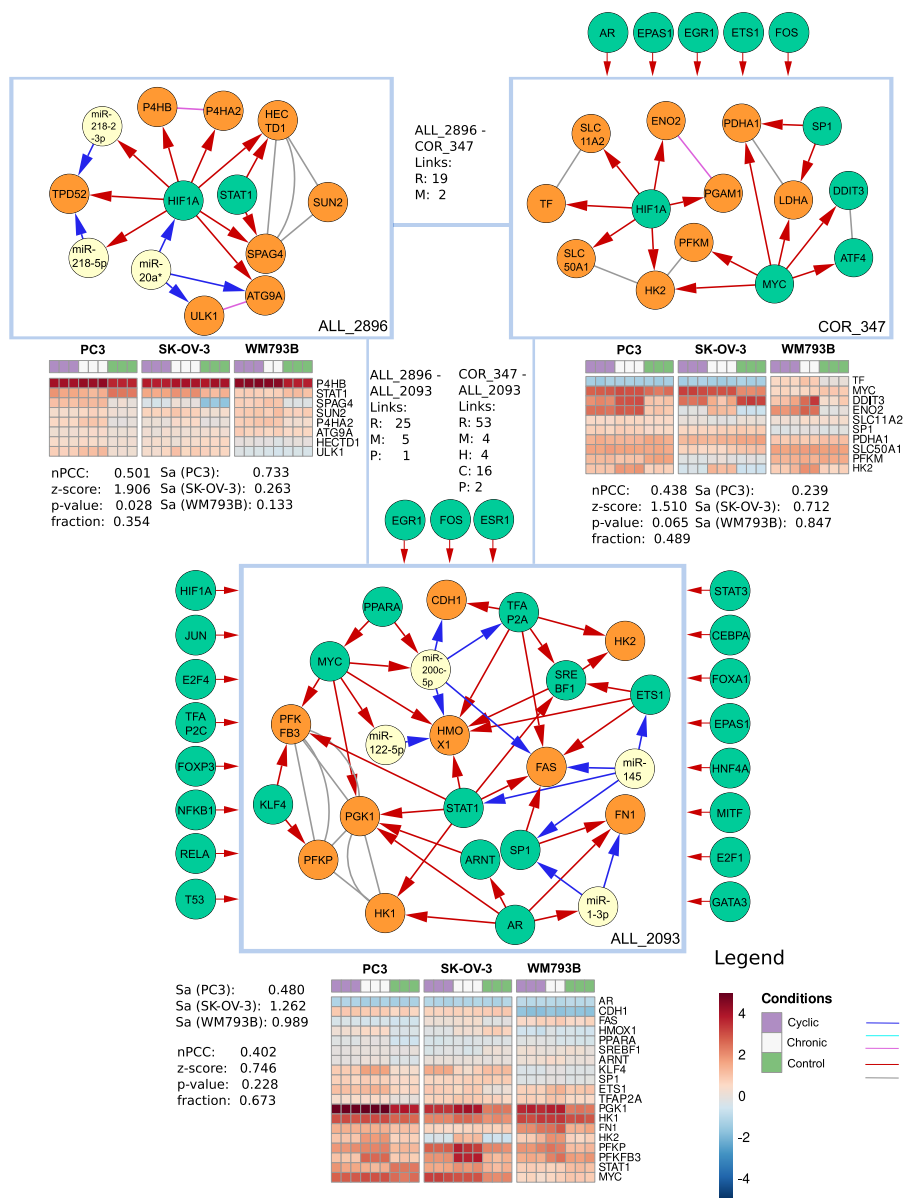 AR
EPAS1
EGR1
ETS1
FOS
miR-
218-2
-3p
P4HB
P4HA2
HEC
TD1
TPD52
HIF1A
STAT1
SUN2
miR-
218-5p
miR-
20a*
SPAG4
ATG9A
ULK1
ALL_2896
ALL_2896 -
COR_347
Links:
R: 19
M: 2
SLC
11A2
ENO2
PDHA1
SP1
TF
HIF1A
PGAM1
LDHA
DDIT3
SLC
50A1
PFKM
HK2
MYC
ATF4
COR_347
PC3
SK-OV-3
WM793B
P4HB
STAT1
SPAG4
SUN2
P4HA2
ATG9A
HECTD1
ULK1
nPCC: 0.501 Sa (PC3): 0.733
z-score: 1.906 Sa (SK-OV-3): 0.263
p-value: 0.028 Sa (WM793B): 0.133
fraction: 0.354
ALL_2896 -
ALL_2093
Links:
R: 25
M: 5
P: 1
COR_347 -
ALL_2093
Links:
R: 53
M: 4
H: 4
C: 16
P: 2
PC3
SK-OV-3
WM793B
TF
MYC
DDIT3
ENO2
SLC11A2
SP1
PDHA1
SLC50A1
PFKM
HK2
nPCC: 0.438 Sa (PC3): 0.239
z-score: 1.510 Sa (SK-OV-3): 0.712
p-value: 0.065 Sa (WM793B): 0.847
fraction: 0.489
EGR1
FOS
ESR1
HIF1A
JUN
E2F4
TFA
P2C
FOXP3
NFKB1
RELA
T53
PPARA
CDH1
TFA
P2A
HK2
MYC
miR-
200c-
5p
SRE
BF1
ETS1
PFK
FB3
miR-
122-5p
HMO
X1
FAS
miR-
145
KLF4
PGK1
STAT1
FN1
PFKP
ARNT
SP1
HK1
AR
miR-
1-3p
ALL_2093
STAT3
CEBPA
FOXA1
EPAS1
HNF4A
MITF
E2F1
GATA3
Sa (PC3): 0.480
Sa (SK-OV-3): 1.262
Sa (WM793B): 0.989
nPCC: 0.402
z-score: 0.746
p-value: 0.228
fraction: 0.673
PC3
SK-OV-3
WM793B
AR
CDH1
FAS
HMOX1
PPARA
SREBF1
ARNT
KLF4
SP1
ETS1
TFAP2A
PGK1
HK1
FN1
HK2
PFKP
PFKFB3
STAT1
MYC
Legend
4
2
0
-2
-4
Conditions
Cyclic
Chronic
Control